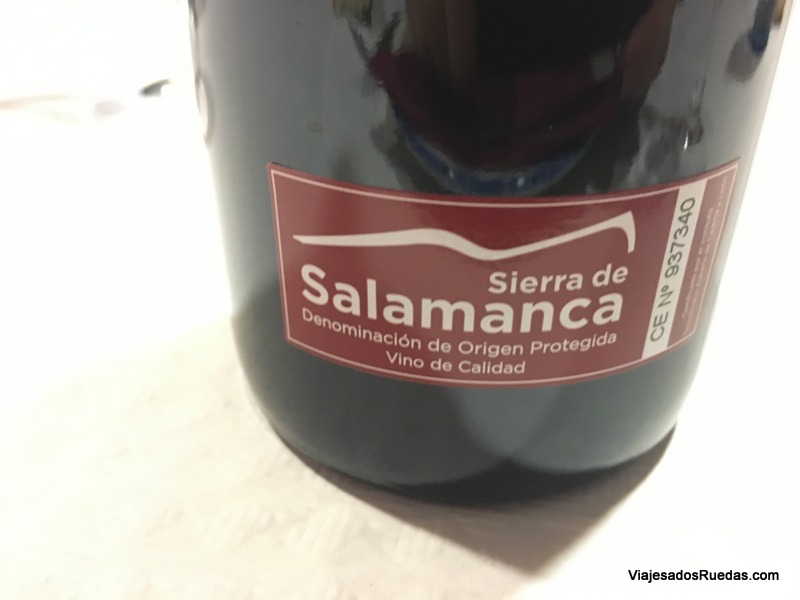 Sierra de
Salamanca
Denominación de Origen Protegida
Vino de Calidad
CE Nº 937340
ViajesadosRuedas.com